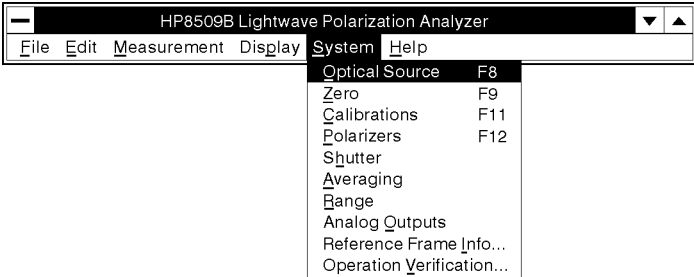 HP8509B Lightwave Polarization Analyzer
File Edit Measurement Display System Help
Optical Source F8
Zero F9
Calibrations F11
Polarizers F12
Shutter
Averaging
Range
Analog Outputs
Reference Frame Info...
Operation Verification...